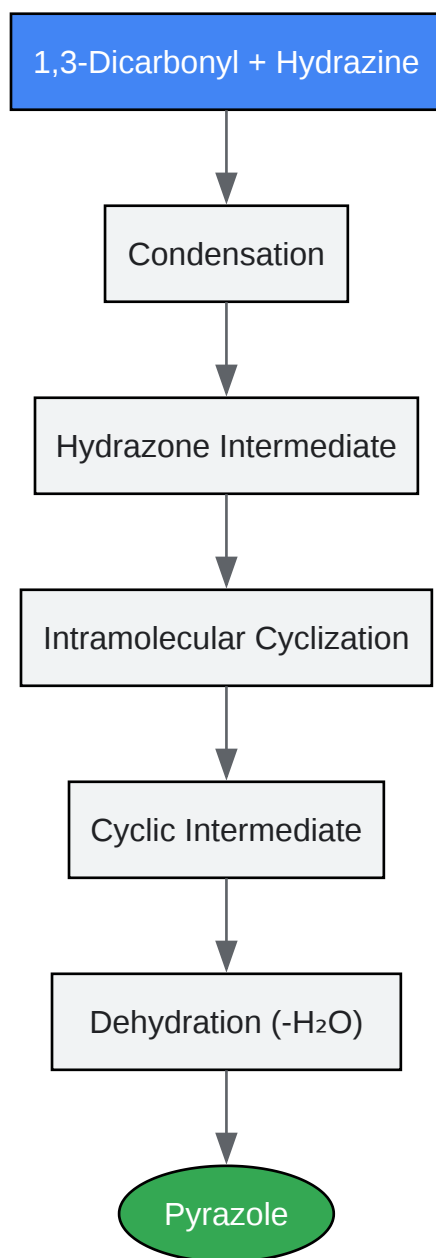 1,3-Dicarbonyl + Hydrazine
Condensation
Hydrazone Intermediate
Intramolecular Cyclization
Cyclic Intermediate
Dehydration (-H₂O)
Pyrazole